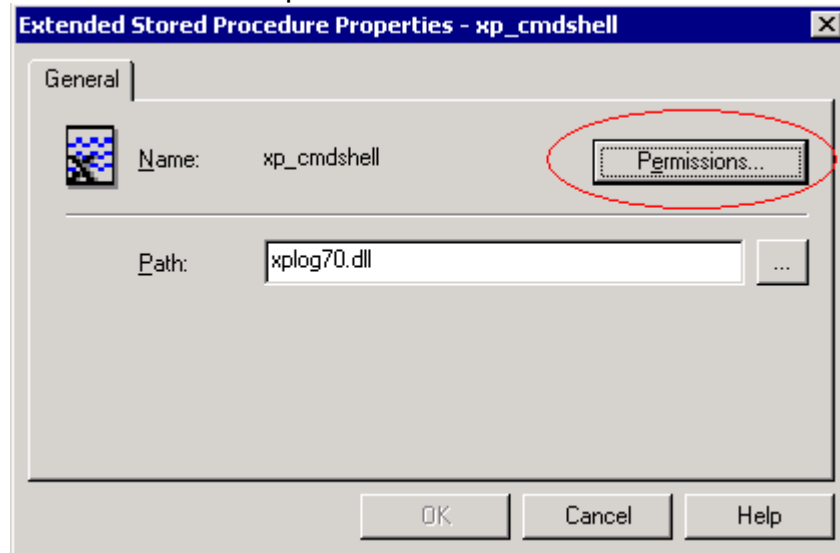 Extended Stored Procedure Properties - xp_cmdshell
General
Name: xp_cmdshell Permissions...
Path: xplog70.dll ...
OK Cancel Help